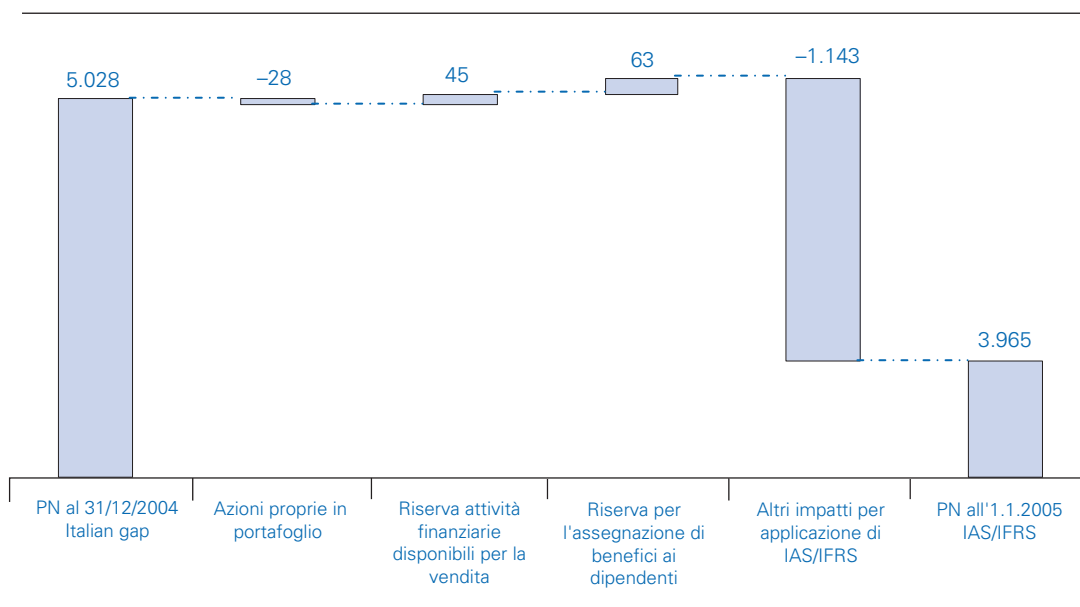 5.028
–28
45
63
–1.143
3.965
PN al 31/12/2004
Italian gap
Azioni proprie in
portafoglio
Riserva attività
finanziarie
disponibili per la
vendita
Riserva per
l'assegnazione di
benefici ai
dipendenti
Altri impatti per
applicazione di
IAS/IFRS
PN all'1.1.2005
IAS/IFRS